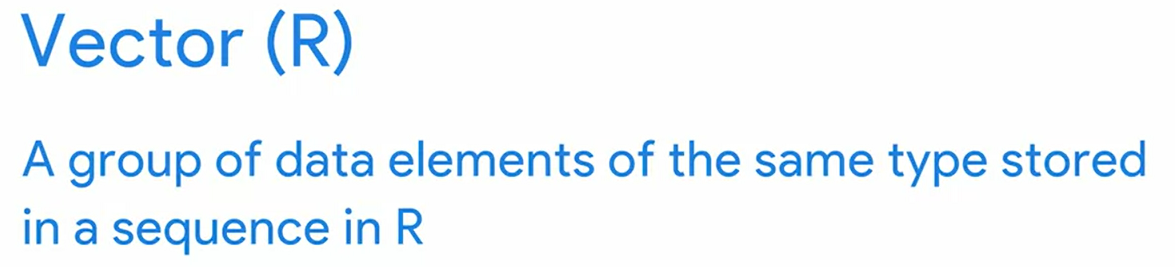 Vector (R)
A group of data elements of the same type stored
in a sequence in R